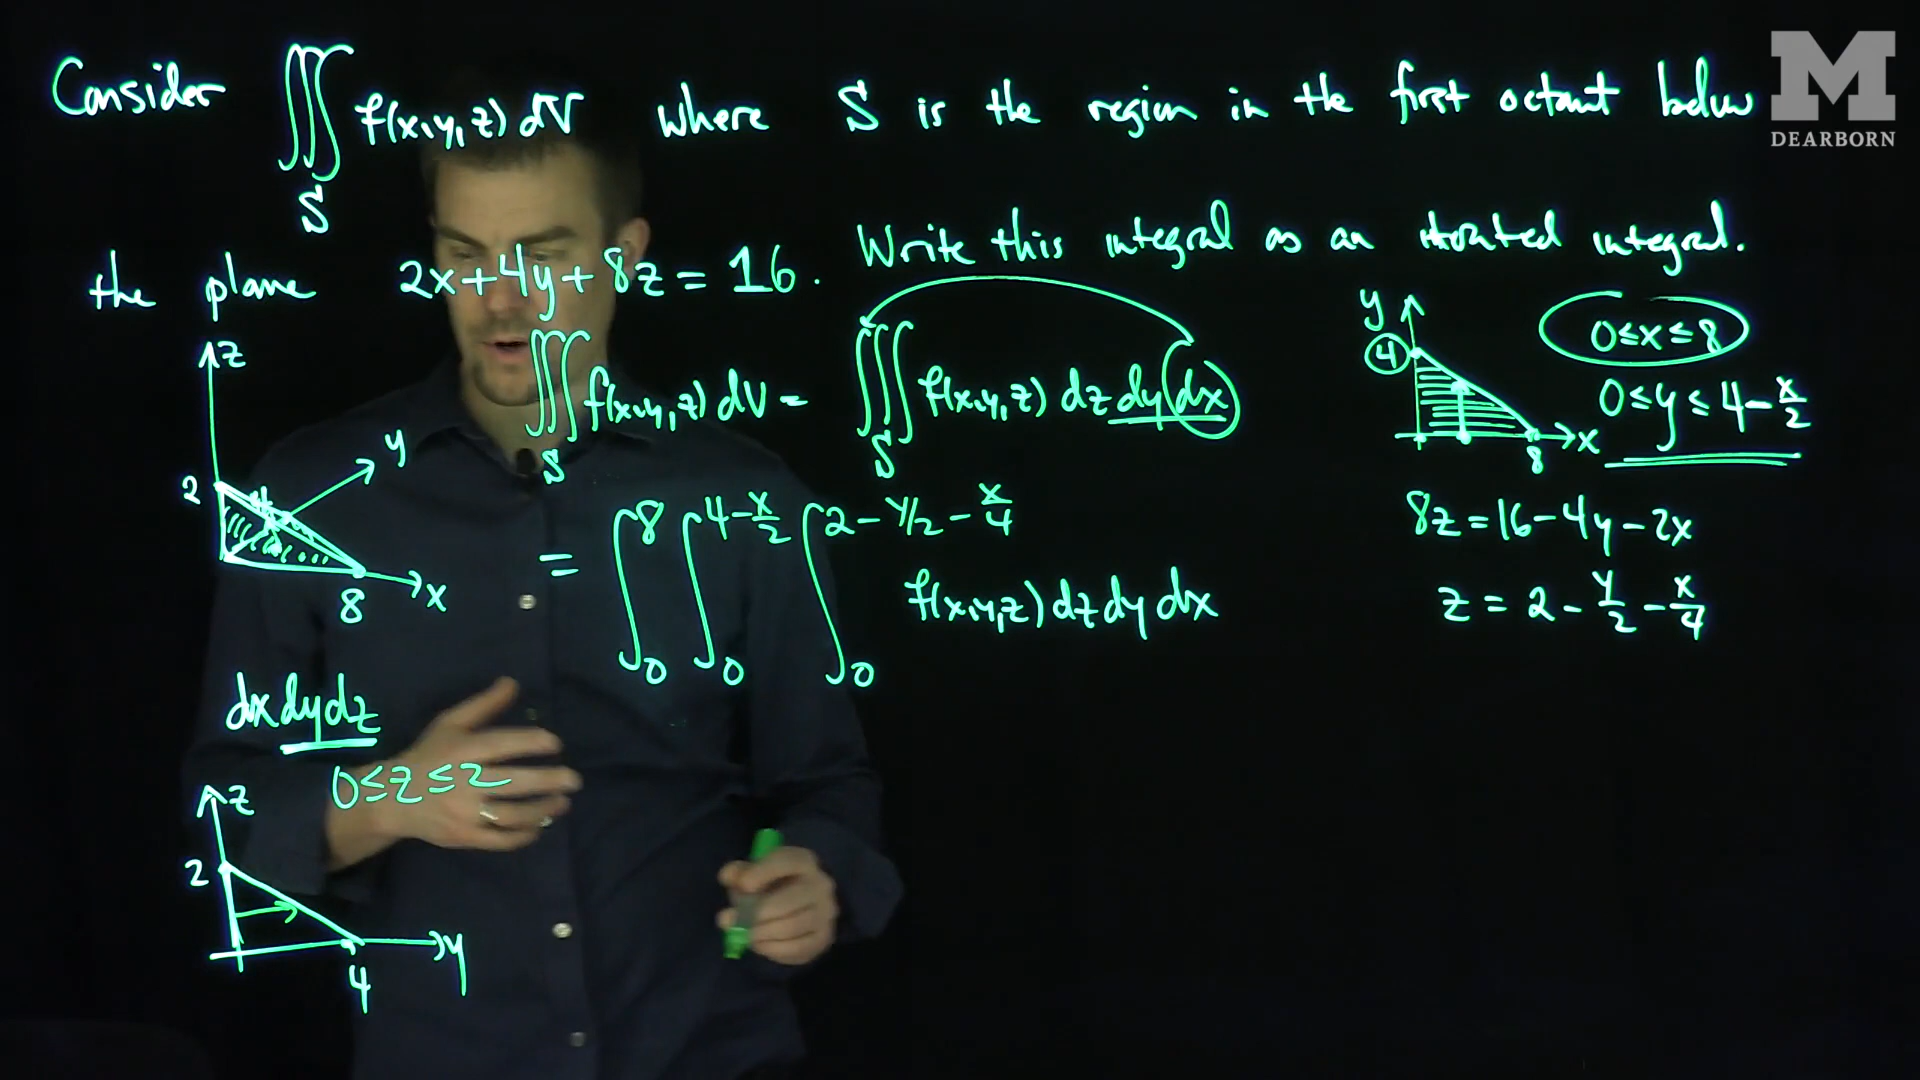 Consider ∭_S f(x,y,z) dV where S is the region in the first octant below
the plane 2x+4y+8z=16. Write this integral as an iterated integral.
M
DEARBORN
∭_S f(x,y,z) dV = ∭_S f(x,y,z) dz dy dx
= ∫_0^8 ∫_0^{4-x/2} ∫_0^{2-y/2-x/4} f(x,y,z) dz dy dx
z
2
y
4
8
x
y
4
8
x
0≤x≤8
0≤y≤4-x/2
8z=16-4y-2x
z=2-y/2-x/4
dx dy dz
0≤z≤2
z
2
4
y